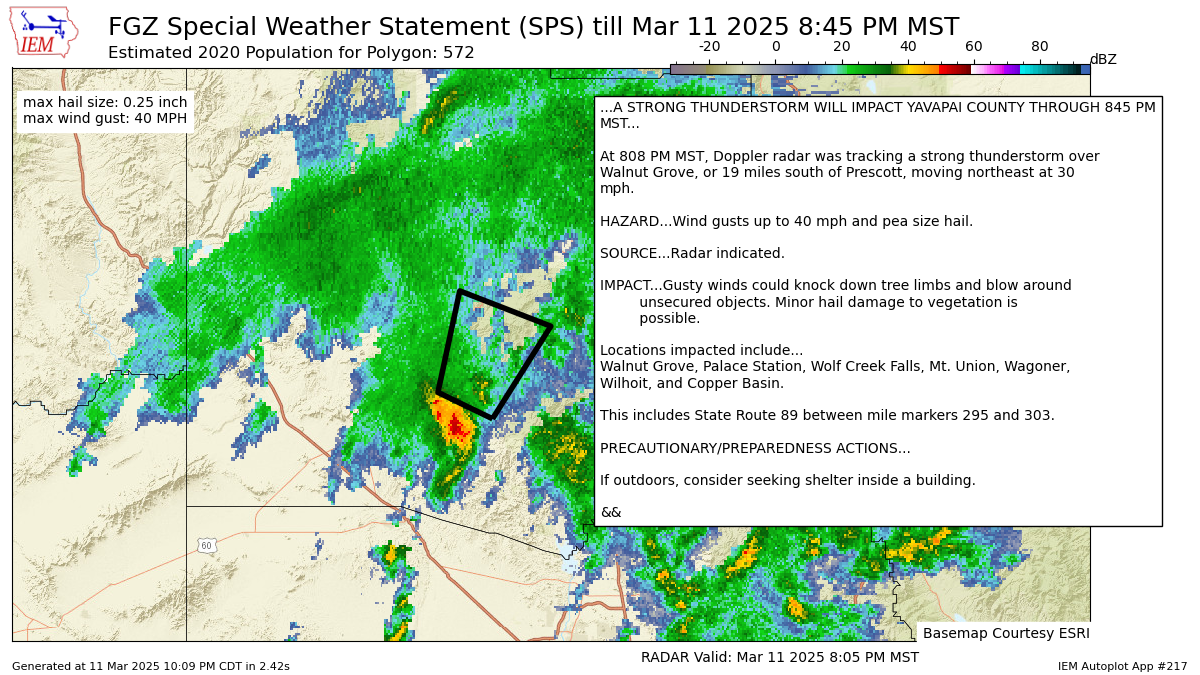 IEM
FGZ Special Weather Statement (SPS) till Mar 11 2025 8:45 PM MST
Estimated 2020 Population for Polygon: 572
-20 0 20 40 60 80
dBZ
max hail size: 0.25 inch
max wind gust: 40 MPH
...A STRONG THUNDERSTORM WILL IMPACT YAVAPAI COUNTY THROUGH 845 PM
MST...
At 808 PM MST, Doppler radar was tracking a strong thunderstorm over
Walnut Grove, or 19 miles south of Prescott, moving northeast at 30
mph.
HAZARD...Wind gusts up to 40 mph and pea size hail.
SOURCE...Radar indicated.
IMPACT...Gusty winds could knock down tree limbs and blow around
unsecured objects. Minor hail damage to vegetation is
possible.
Locations impacted include...
Walnut Grove, Palace Station, Wolf Creek Falls, Mt. Union, Wagoner,
Wilhoit, and Copper Basin.
This includes State Route 89 between mile markers 295 and 303.
PRECAUTIONARY/PREPAREDNESS ACTIONS...
If outdoors, consider seeking shelter inside a building.
&&
60
Basemap Courtesy ESRI
RADAR Valid: Mar 11 2025 8:05 PM MST
Generated at 11 Mar 2025 10:09 PM CDT in 2.42s
IEM Autoplot App #217